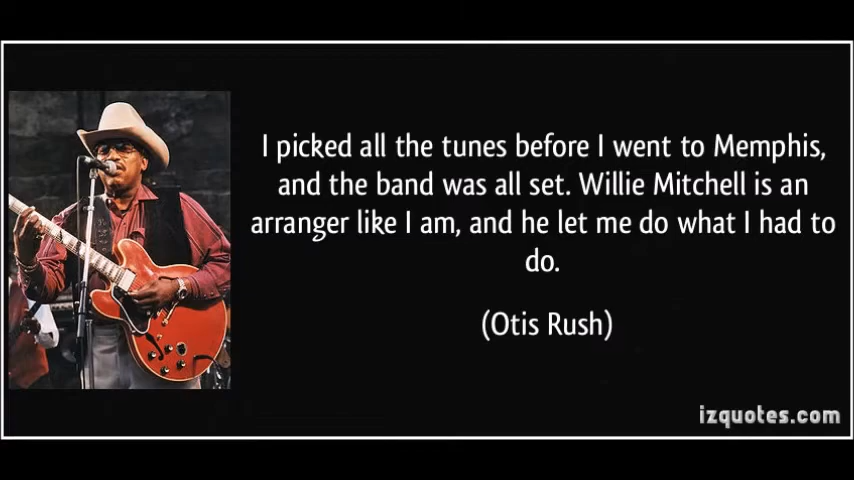 I picked all the tunes before I went to Memphis,
and the band was all set. Willie Mitchell is an
arranger like I am, and he let me do what I had to
do.
(Otis Rush)
izquotes.com